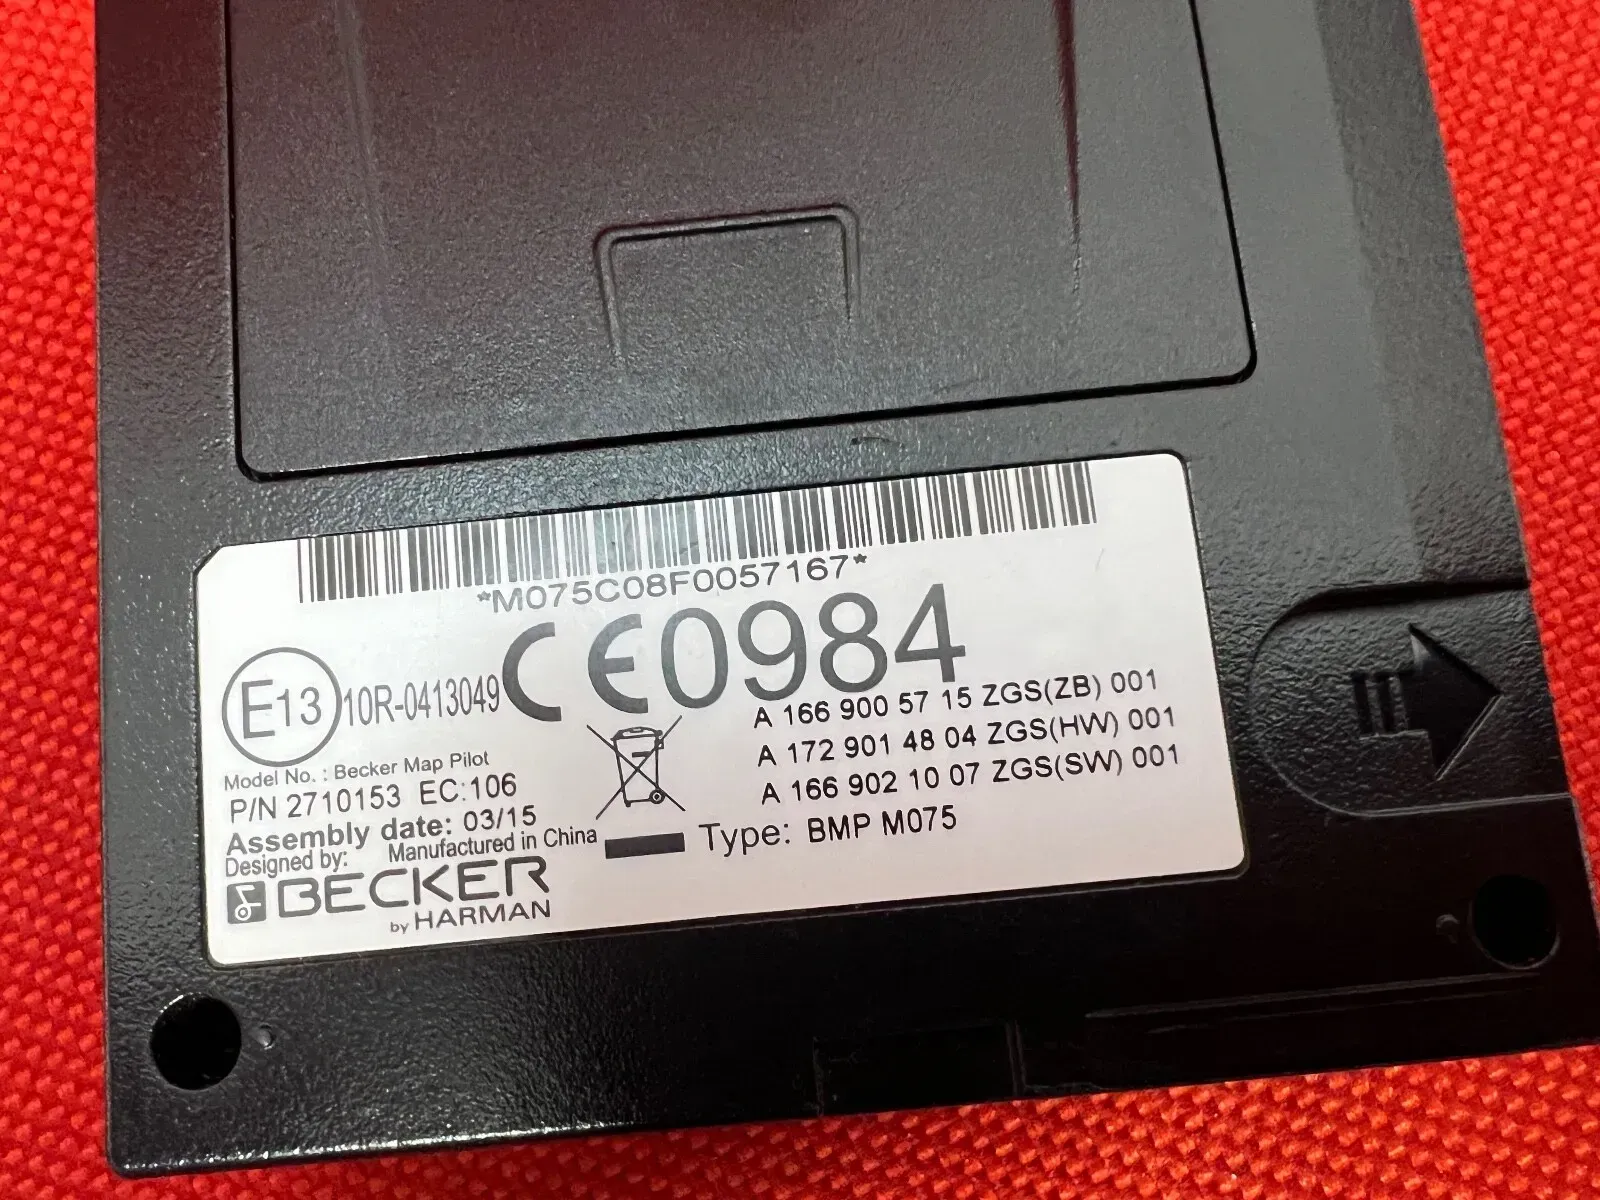 *M075C08F0057167*
CE0984
E13 10R-0413049
A 166 900 57 15 ZGS(ZB) 001
A 172 901 48 04 ZGS(HW) 001
A 166 902 10 07 ZGS(SW) 001
Model No. : Becker Map Pilot
P/N 2710153 EC:106
Assembly date: 03/15
Designed by: Manufactured in China
Type: BMP M075
BECKER
by HARMAN